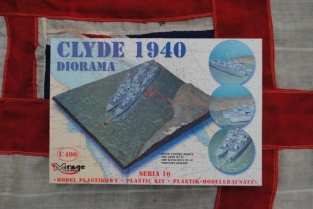 CLYDE 1940
DIORAMA
1:400
Mirage
SERIA 10
•MODEL PLASTIKOWY • PLASTIC KIT • PLASTIK-MODELLBAUSATZ•